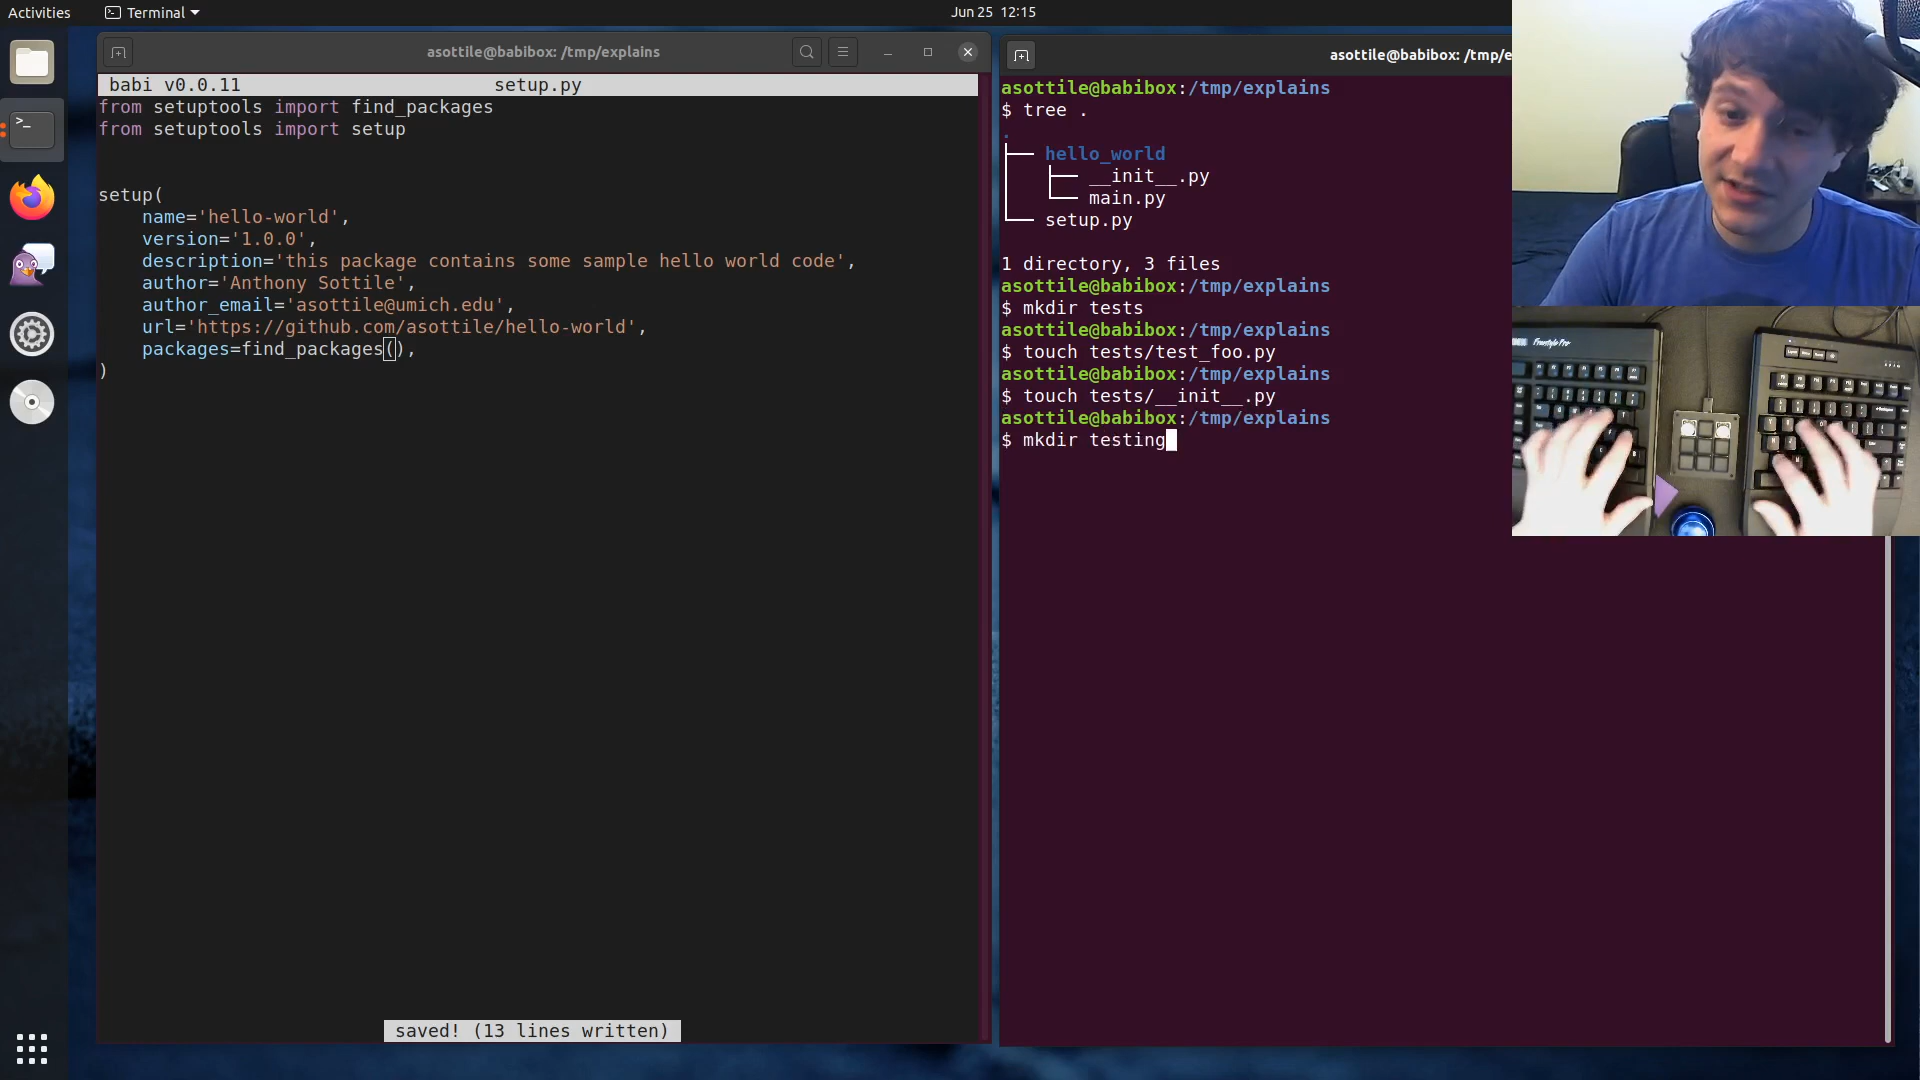 Activities
Terminal
Jun 25 12:15
asottile@babibox: /tmp/explains
babi v0.0.11 setup.py
from setuptools import find_packages
from setuptools import setup
setup(
name='hello-world',
version='1.0.0',
description='this package contains some sample hello world code',
author='Anthony Sottile',
author_email='asottile@umich.edu',
url='https://github.com/asottile/hello-world',
packages=find_packages(),
)
saved! (13 lines written)
asottile@babibox: /tmp/e
asottile@babibox:/tmp/explains
$ tree .
.
├── hello_world
│   ├── __init__.py
│   └── main.py
└── setup.py
1 directory, 3 files
asottile@babibox:/tmp/explains
$ mkdir tests
asottile@babibox:/tmp/explains
$ touch tests/test_foo.py
asottile@babibox:/tmp/explains
$ touch tests/__init__.py
asottile@babibox:/tmp/explains
$ mkdir testing
Freestyle Pro